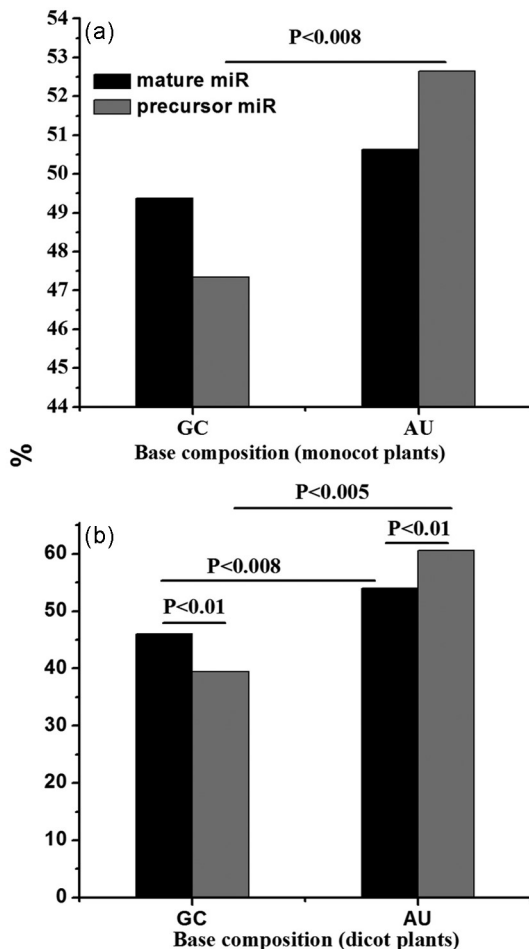 (a)
P<0.008
mature miR
precursor miR
54
53
52
51
50
49
48
47
46
45
44
GC AU
Base composition (monocot plants)
%
(b)
P<0.005
P<0.01
P<0.008
P<0.01
60
50
40
30
20
10
0
GC AU
Base composition (dicot plants)